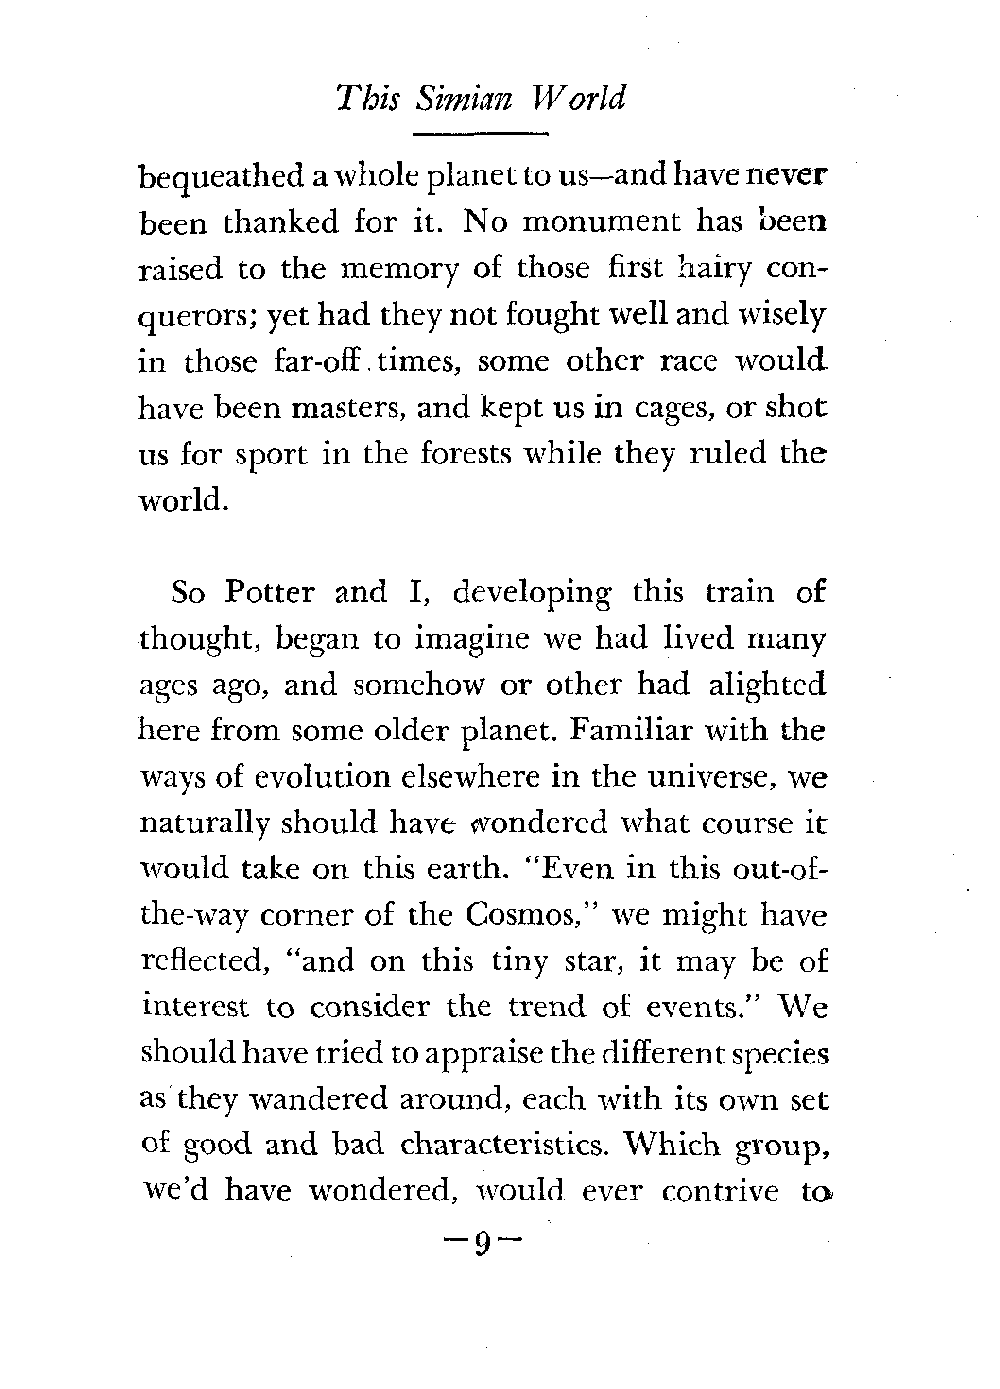 This Simian World
bequeathed a whole planet to us—and have never
been thanked for it. No monument has been
raised to the memory of those first hairy con-
querors; yet had they not fought well and wisely
in those far-off times, some other race would
have been masters, and kept us in cages, or shot
us for sport in the forests while they ruled the
world.
So Potter and I, developing this train of
thought, began to imagine we had lived many
ages ago, and somehow or other had alighted
here from some older planet. Familiar with the
ways of evolution elsewhere in the universe, we
naturally should have wondered what course it
would take on this earth. “Even in this out-of-
the-way corner of the Cosmos,” we might have
reflected, “and on this tiny star, it may be of
interest to consider the trend of events.” We
should have tried to appraise the different species
as they wandered around, each with its own set
of good and bad characteristics. Which group,
we’d have wondered, would ever contrive to
—9—